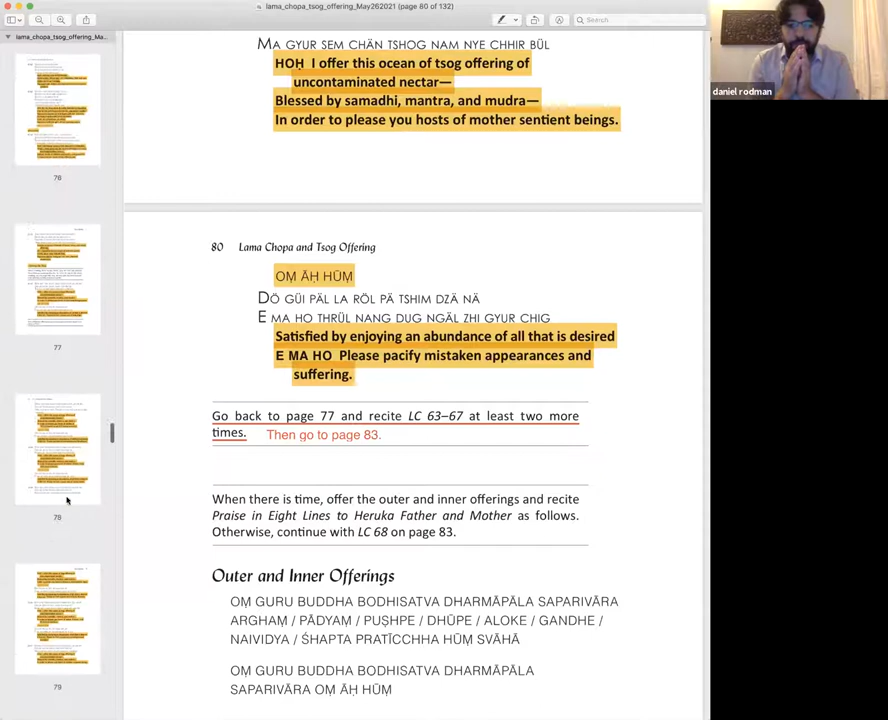 lama_chopa_tsog_offering_May262021 (page 80 of 132)
Search
lama_chopa_tsog_offering_Ma...
76
77
78
79
MA GYUR SEM CHÄN TSHOG NAM NYE CHHIR BÜL
HOḤ I offer this ocean of tsog offering of
uncontaminated nectar—
Blessed by samadhi, mantra, and mudra—
In order to please you hosts of mother sentient beings.
80 Lama Chopa and Tsog Offering
OṂ ĀḤ HŪṂ
DÖ GÜI PÄL LA RÖL PÄ TSHIM DZÄ NÄ
E MA HO THRÜL NANG DUG NGÄL ZHI GYUR CHIG
Satisfied by enjoying an abundance of all that is desired
E MA HO Please pacify mistaken appearances and
suffering.
Go back to page 77 and recite LC 63–67 at least two more
times. Then go to page 83.
When there is time, offer the outer and inner offerings and recite
Praise in Eight Lines to Heruka Father and Mother as follows.
Otherwise, continue with LC 68 on page 83.
Outer and Inner Offerings
OṂ GURU BUDDHA BODHISATVA DHARMĀPĀLA SAPARIVĀRA
ARGHAṂ / PĀDYAṂ / PUṢHPE / DHŪPE / ALOKE / GANDHE /
NAIVIDYA / ŚHAPTA PRATĪCCHHA HŪṂ SVĀHĀ
OṂ GURU BUDDHA BODHISATVA DHARMĀPĀLA
SAPARIVĀRA OṂ ĀḤ HŪṂ
daniel rodman